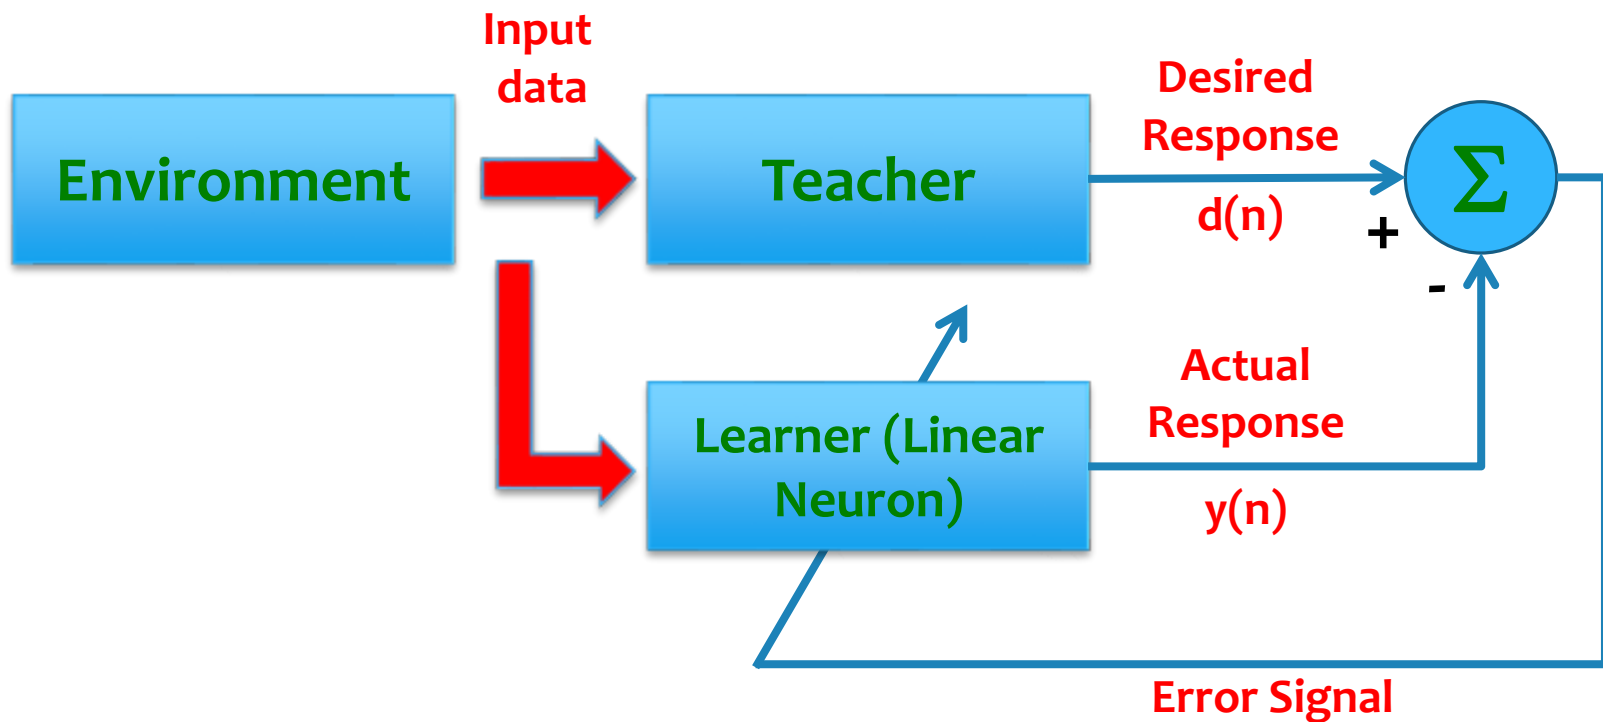 Input
data
Environment
Teacher
Desired
Response
d(n)
+
-
Σ
Learner (Linear
Neuron)
Actual
Response
y(n)
Error Signal